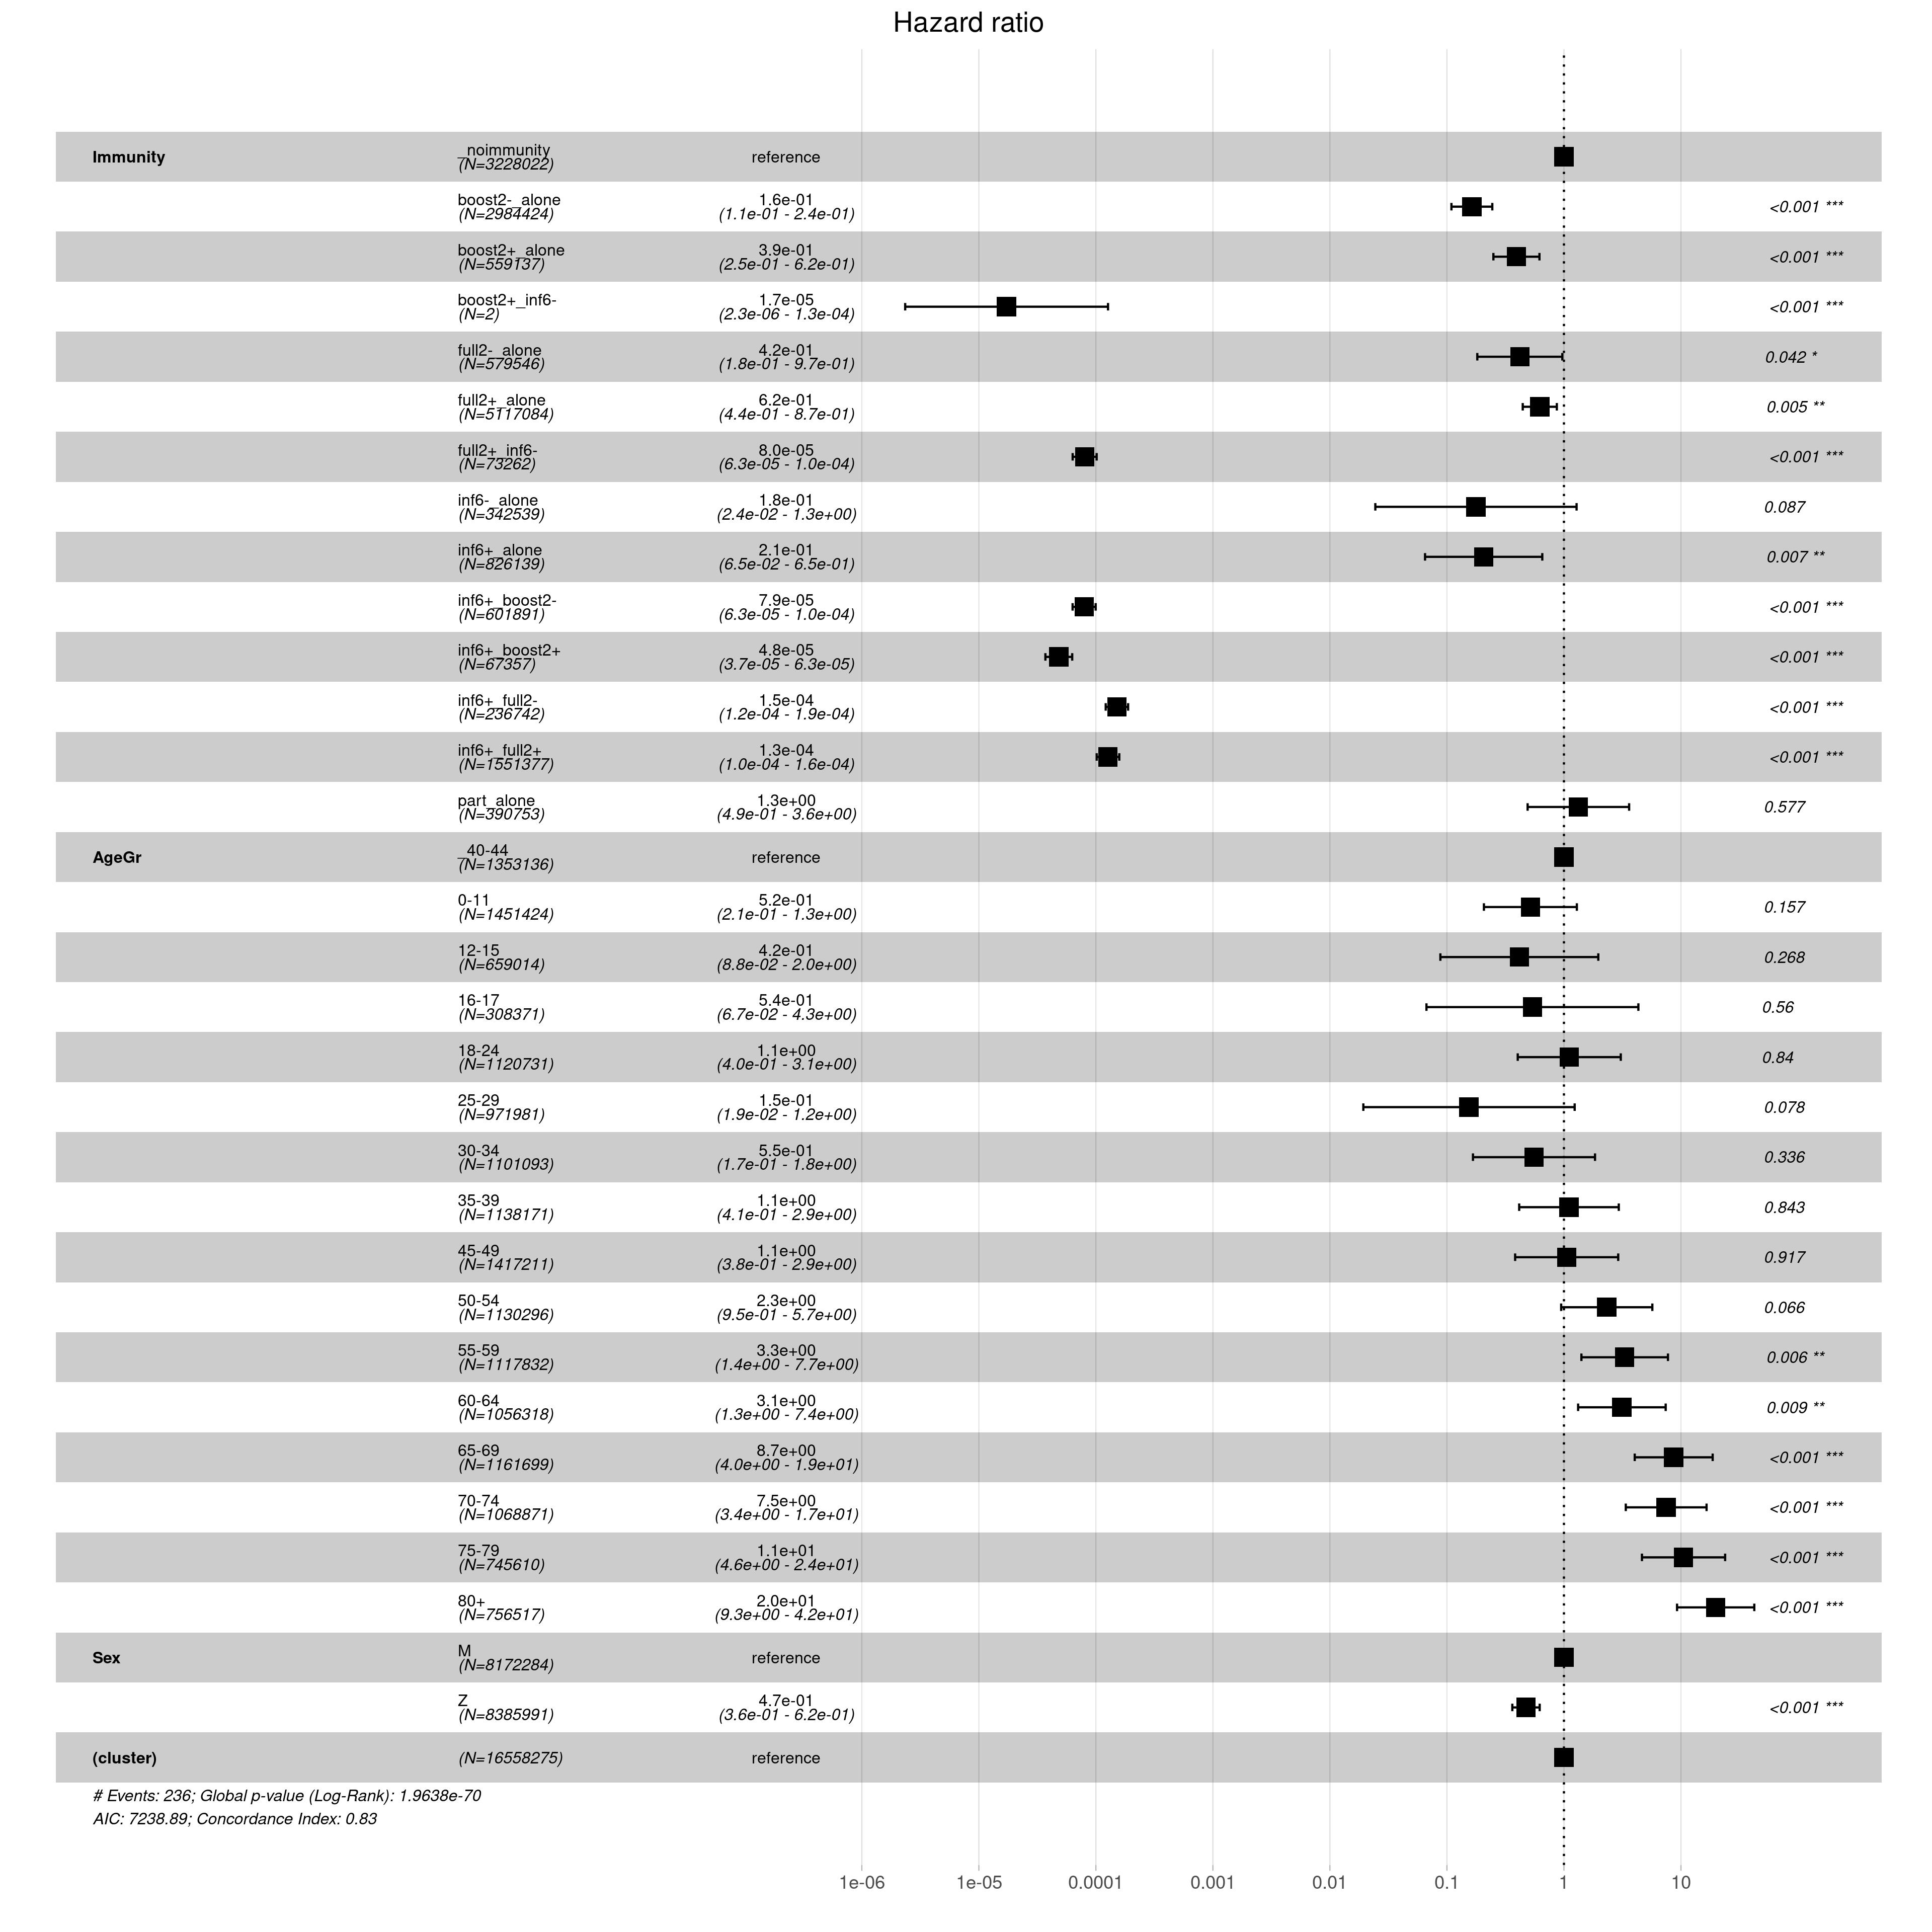 Hazard ratio
Immunity _noimmunity (N=3228022) reference
boost2-_alone (N=2984424) 1.6e-01 (1.1e-01 - 2.4e-01) <0.001 ***
boost2+_alone (N=559137) 3.9e-01 (2.5e-01 - 6.2e-01) <0.001 ***
boost2+_inf6- (N=2) 1.7e-05 (2.3e-06 - 1.3e-04) <0.001 ***
full2-_alone (N=579546) 4.2e-01 (1.8e-01 - 9.7e-01) 0.042 *
full2+_alone (N=5117084) 6.2e-01 (4.4e-01 - 8.7e-01) 0.005 **
full2+_inf6- (N=73262) 8.0e-05 (6.3e-05 - 1.0e-04) <0.001 ***
inf6-_alone (N=342539) 1.8e-01 (2.4e-02 - 1.3e+00) 0.087
inf6+_alone (N=826139) 2.1e-01 (6.5e-02 - 6.5e-01) 0.007 **
inf6+_boost2- (N=601891) 7.9e-05 (6.3e-05 - 1.0e-04) <0.001 ***
inf6+_boost2+ (N=67357) 4.8e-05 (3.7e-05 - 6.3e-05) <0.001 ***
inf6+_full2- (N=236742) 1.5e-04 (1.2e-04 - 1.9e-04) <0.001 ***
inf6+_full2+ (N=1551377) 1.3e-04 (1.0e-04 - 1.6e-04) <0.001 ***
part_alone (N=390753) 1.3e+00 (4.9e-01 - 3.6e+00) 0.577
AgeGr _40-44 (N=1353136) reference
0-11 (N=1451424) 5.2e-01 (2.1e-01 - 1.3e+00) 0.157
12-15 (N=659014) 4.2e-01 (8.8e-02 - 2.0e+00) 0.268
16-17 (N=308371) 5.4e-01 (6.7e-02 - 4.3e+00) 0.56
18-24 (N=1120731) 1.1e+00 (4.0e-01 - 3.1e+00) 0.84
25-29 (N=971981) 1.5e-01 (1.9e-02 - 1.2e+00) 0.078
30-34 (N=1101093) 5.5e-01 (1.7e-01 - 1.8e+00) 0.336
35-39 (N=1138171) 1.1e+00 (4.1e-01 - 2.9e+00) 0.843
45-49 (N=1417211) 1.1e+00 (3.8e-01 - 2.9e+00) 0.917
50-54 (N=1130296) 2.3e+00 (9.5e-01 - 5.7e+00) 0.066
55-59 (N=1117832) 3.3e+00 (1.4e+00 - 7.7e+00) 0.006 **
60-64 (N=1056318) 3.1e+00 (1.3e+00 - 7.4e+00) 0.009 **
65-69 (N=1161699) 8.7e+00 (4.0e+00 - 1.9e+01) <0.001 ***
70-74 (N=1068871) 7.5e+00 (3.4e+00 - 1.7e+01) <0.001 ***
75-79 (N=745610) 1.1e+01 (4.6e+00 - 2.4e+01) <0.001 ***
80+ (N=756517) 2.0e+01 (9.3e+00 - 4.2e+01) <0.001 ***
Sex M (N=8172284) reference
Z (N=8385991) 4.7e-01 (3.6e-01 - 6.2e-01) <0.001 ***
(cluster) (N=16558275) reference
# Events: 236; Global p-value (Log-Rank): 1.9638e-70
AIC: 7238.89; Concordance Index: 0.83
1e-06 1e-05 0.0001 0.001 0.01 0.1 1 10